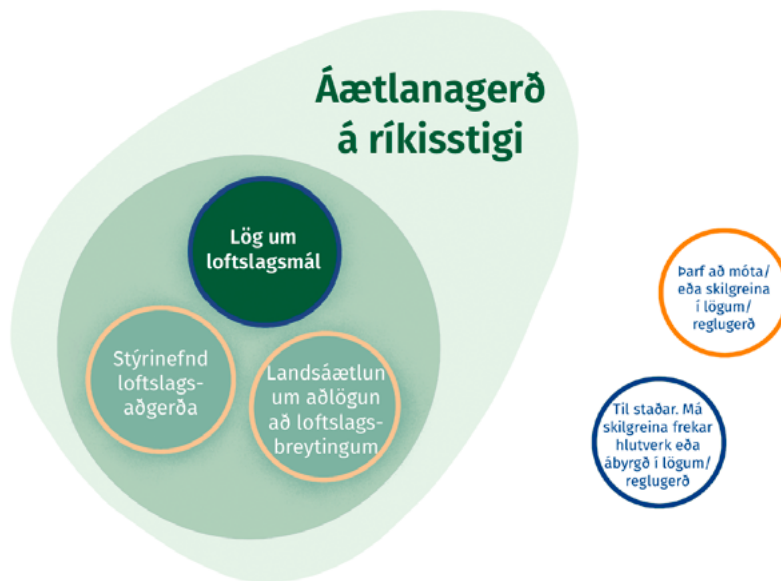 Áætlanagerð
á ríkisstigi
Lög um
loftslagsmál
Stýrinefnd
loftslags-
aðgerða
Landsáætlun
um aðlögun
að loftslags-
breytingum
Þarf að móta/
eða skilgreina
í lögum/
reglugerð
Til staðar. Má
skilgreina frekar
hlutverk eða
ábyrgð í lögum/
reglugerð